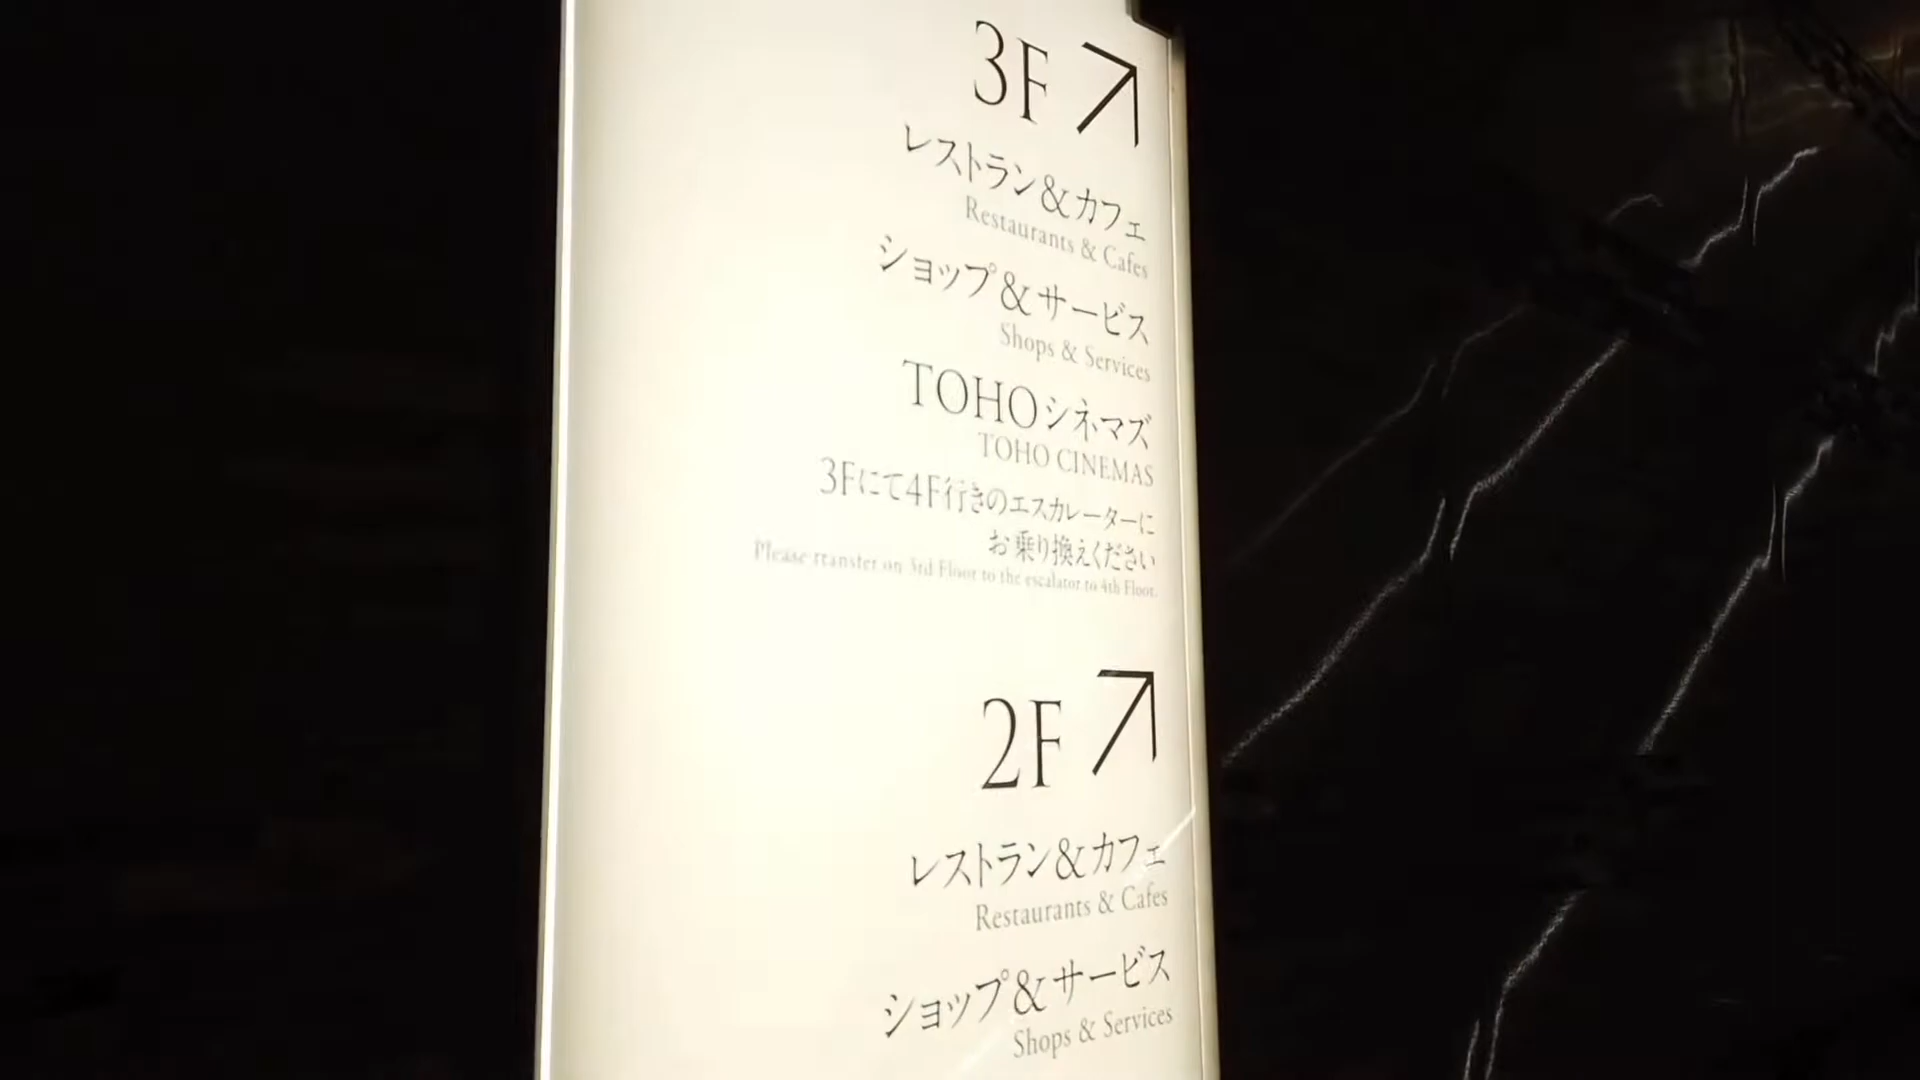 3F
レストラン&カフェ
Restaurants & Cafes
ショップ&サービス
Shops & Services
TOHOシネマズ
TOHO CINEMAS
3Fにて4F行きのエスカレーターに
お乗り換えください
Please rtansfer on 3rd Floor to the escalator to 4th Floor.
2F
レストラン&カフェ
Restaurants & Cafes
ショップ&サービス
Shops & Services